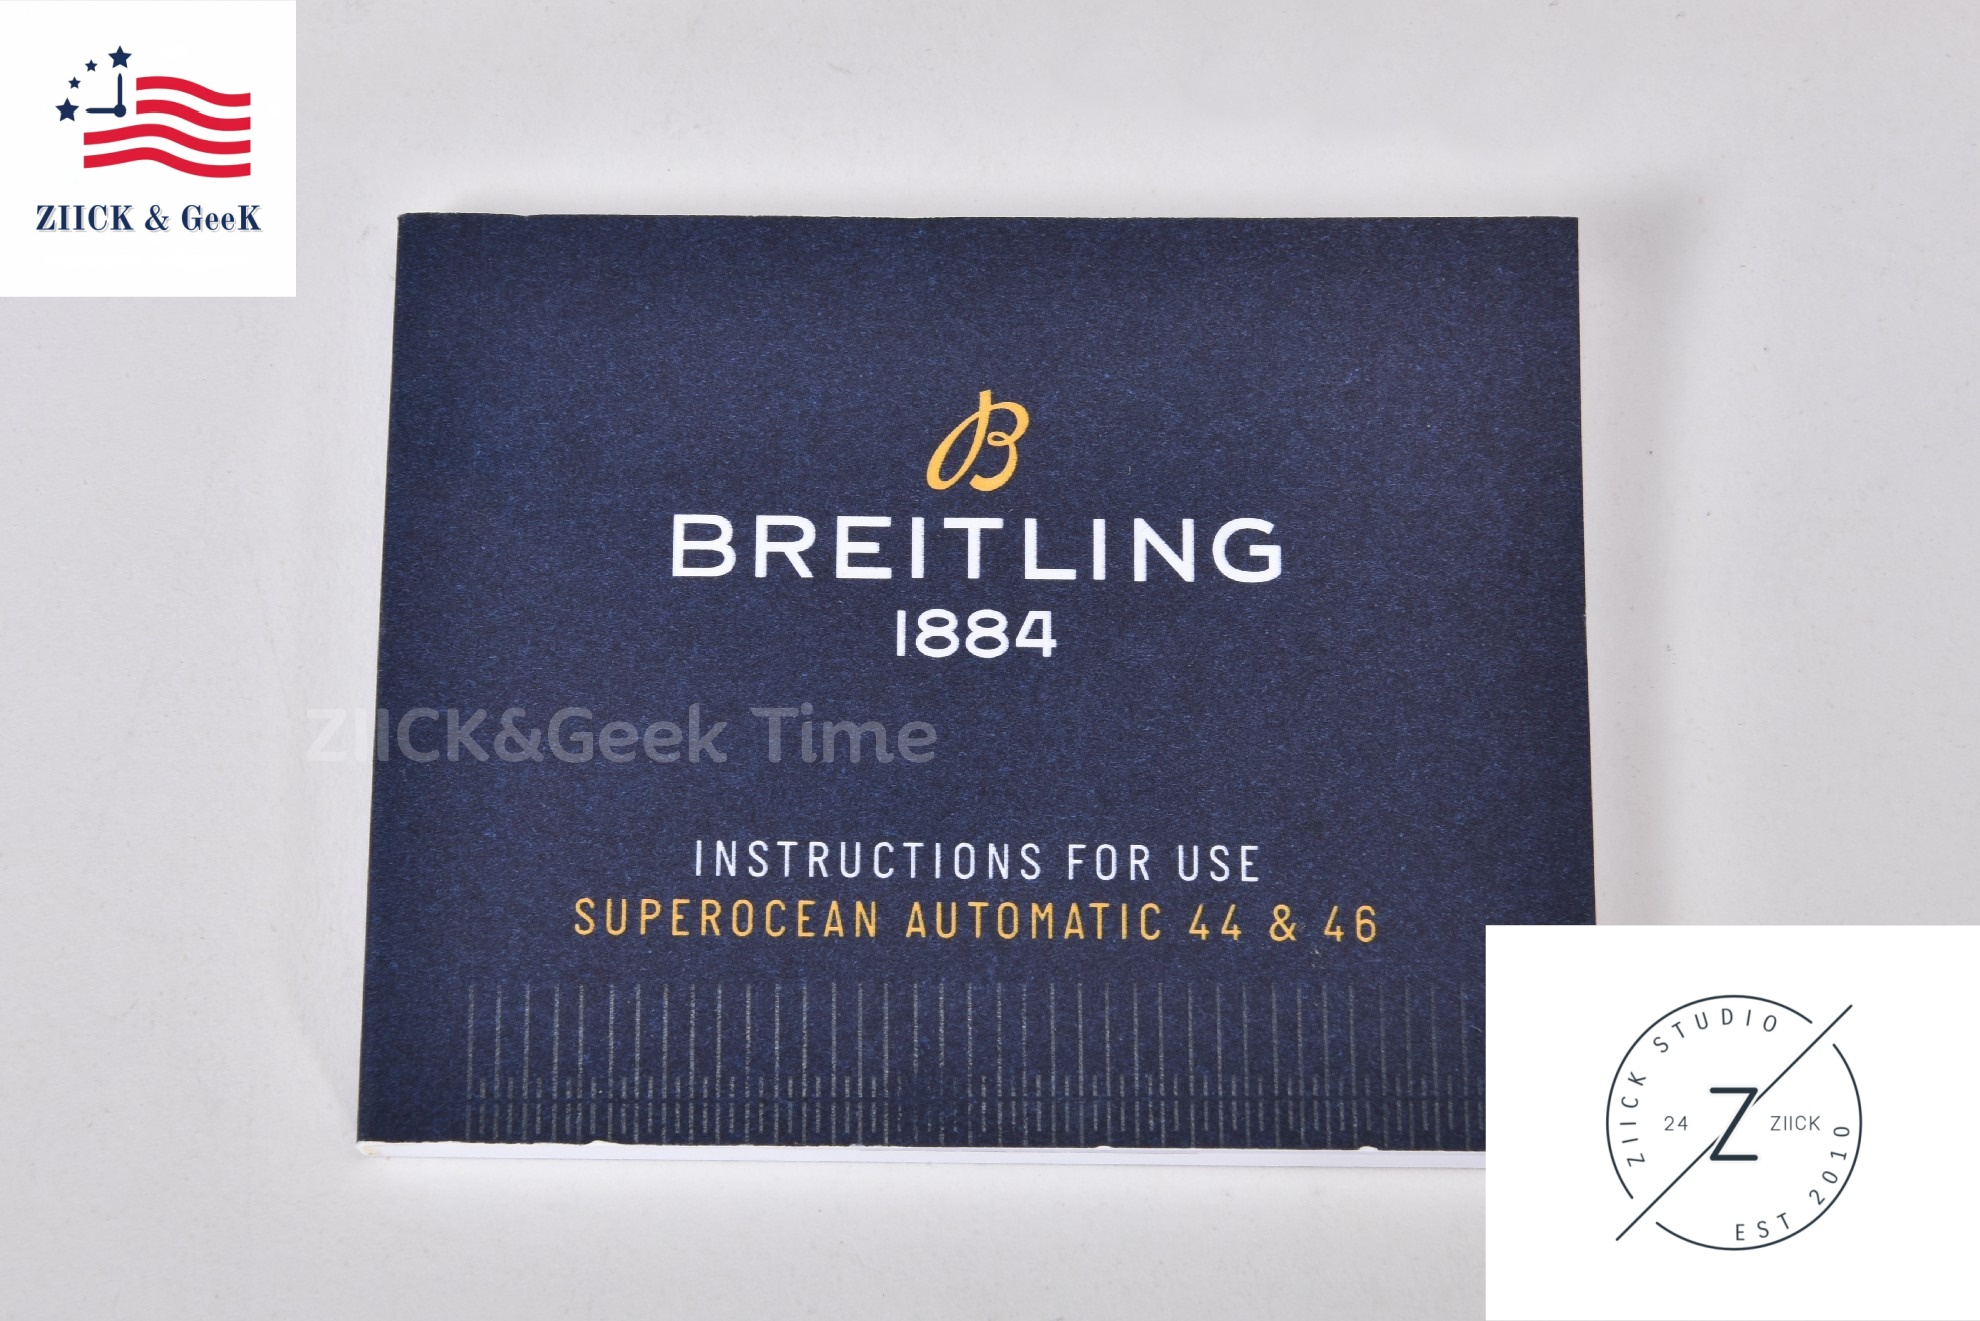 ZIICK & GeeK
BREITLING
1884
ZIICK&Geek Time
INSTRUCTIONS FOR USE
SUPEROCEAN AUTOMATIC 44 & 46
ZIICK STUDIO
24 Z ZIICK
EST 2010